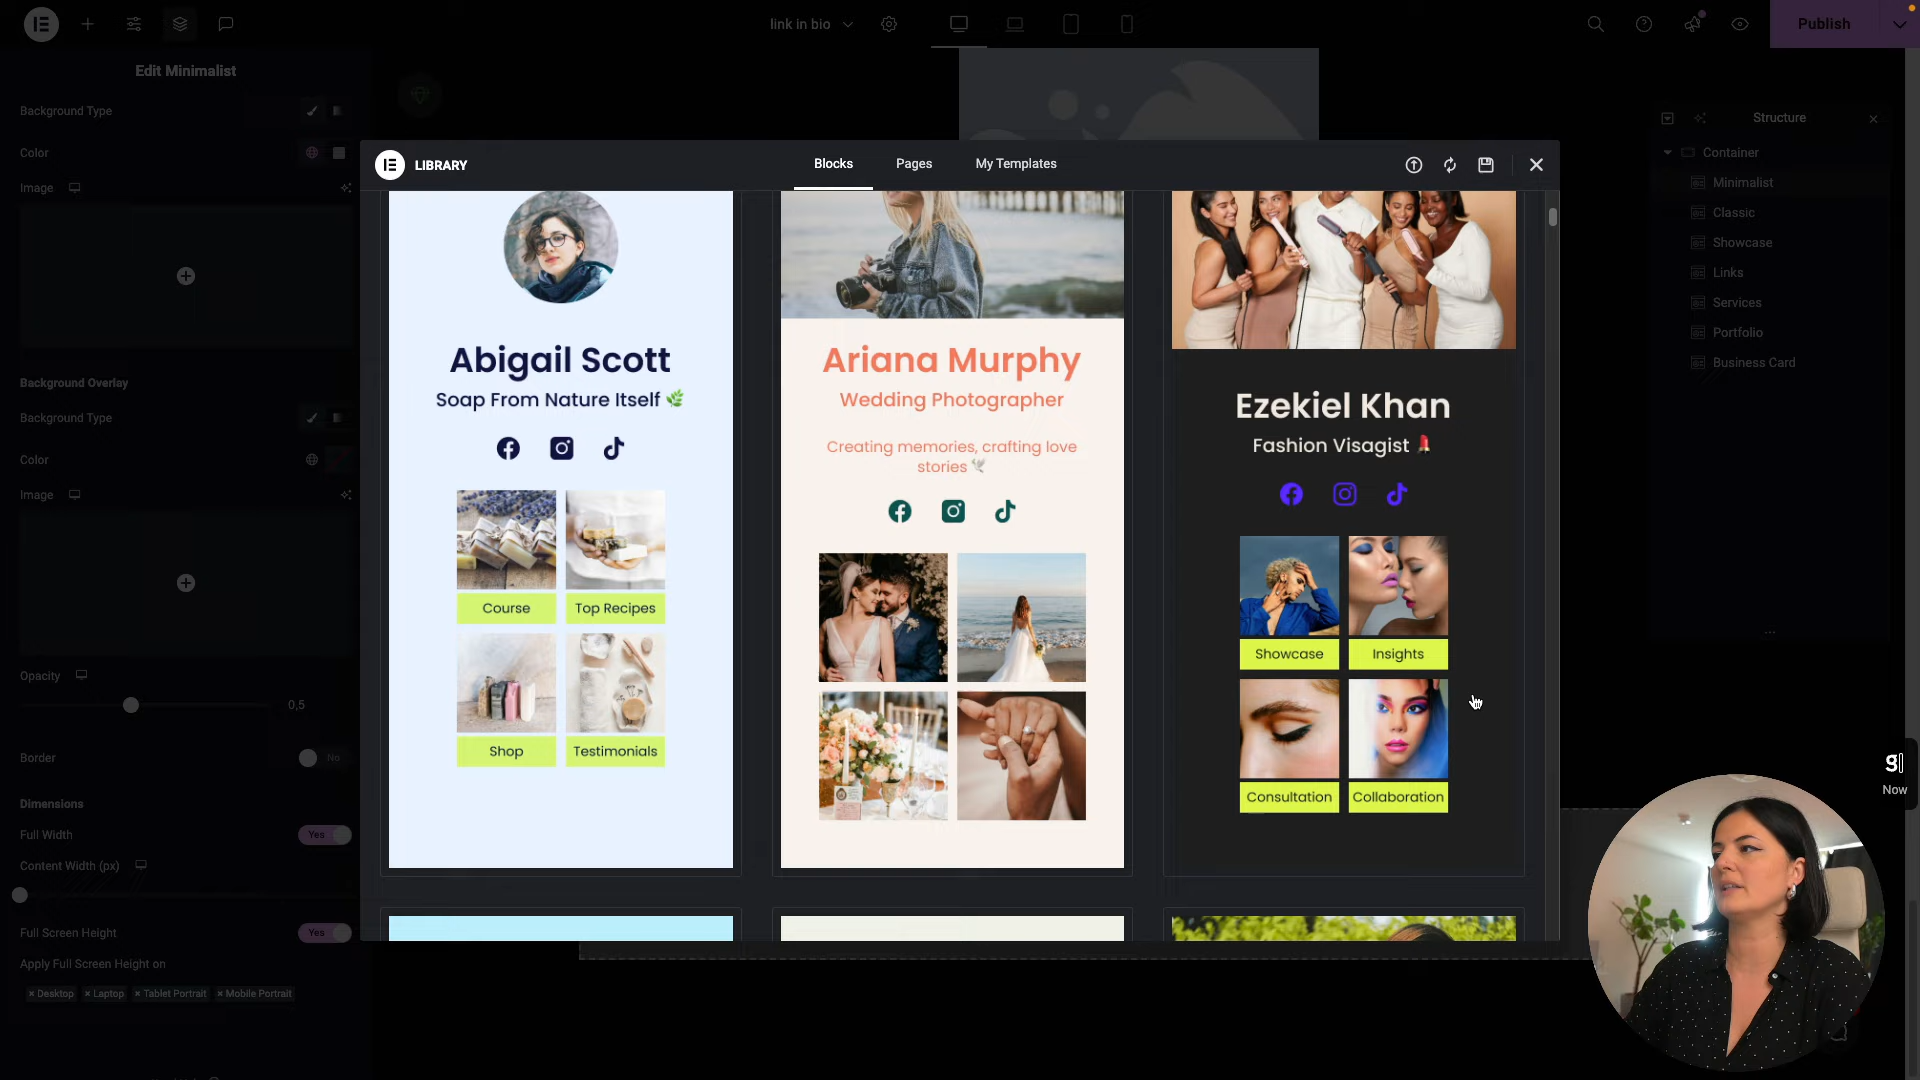 link in bio
Publish
Edit Minimalist
Background Type
Color
Image
Background Overlay
Background Type
Color
Image
Opacity
0,5
Border
No
Dimensions
Full Width
Yes
Content Width (px)
Full Screen Height
Yes
Apply Full Screen Height on
× Desktop × Laptop × Tablet Portrait × Mobile Portrait
LIBRARY
Blocks
Pages
My Templates
Abigail Scott
Soap From Nature Itself
Course
Top Recipes
Shop
Testimonials
Ariana Murphy
Wedding Photographer
Creating memories, crafting love
stories
Ezekiel Khan
Fashion Visagist
Showcase
Insights
Consultation
Collaboration
Structure
Container
Minimalist
Classic
Showcase
Links
Services
Portfolio
Business Card
Now